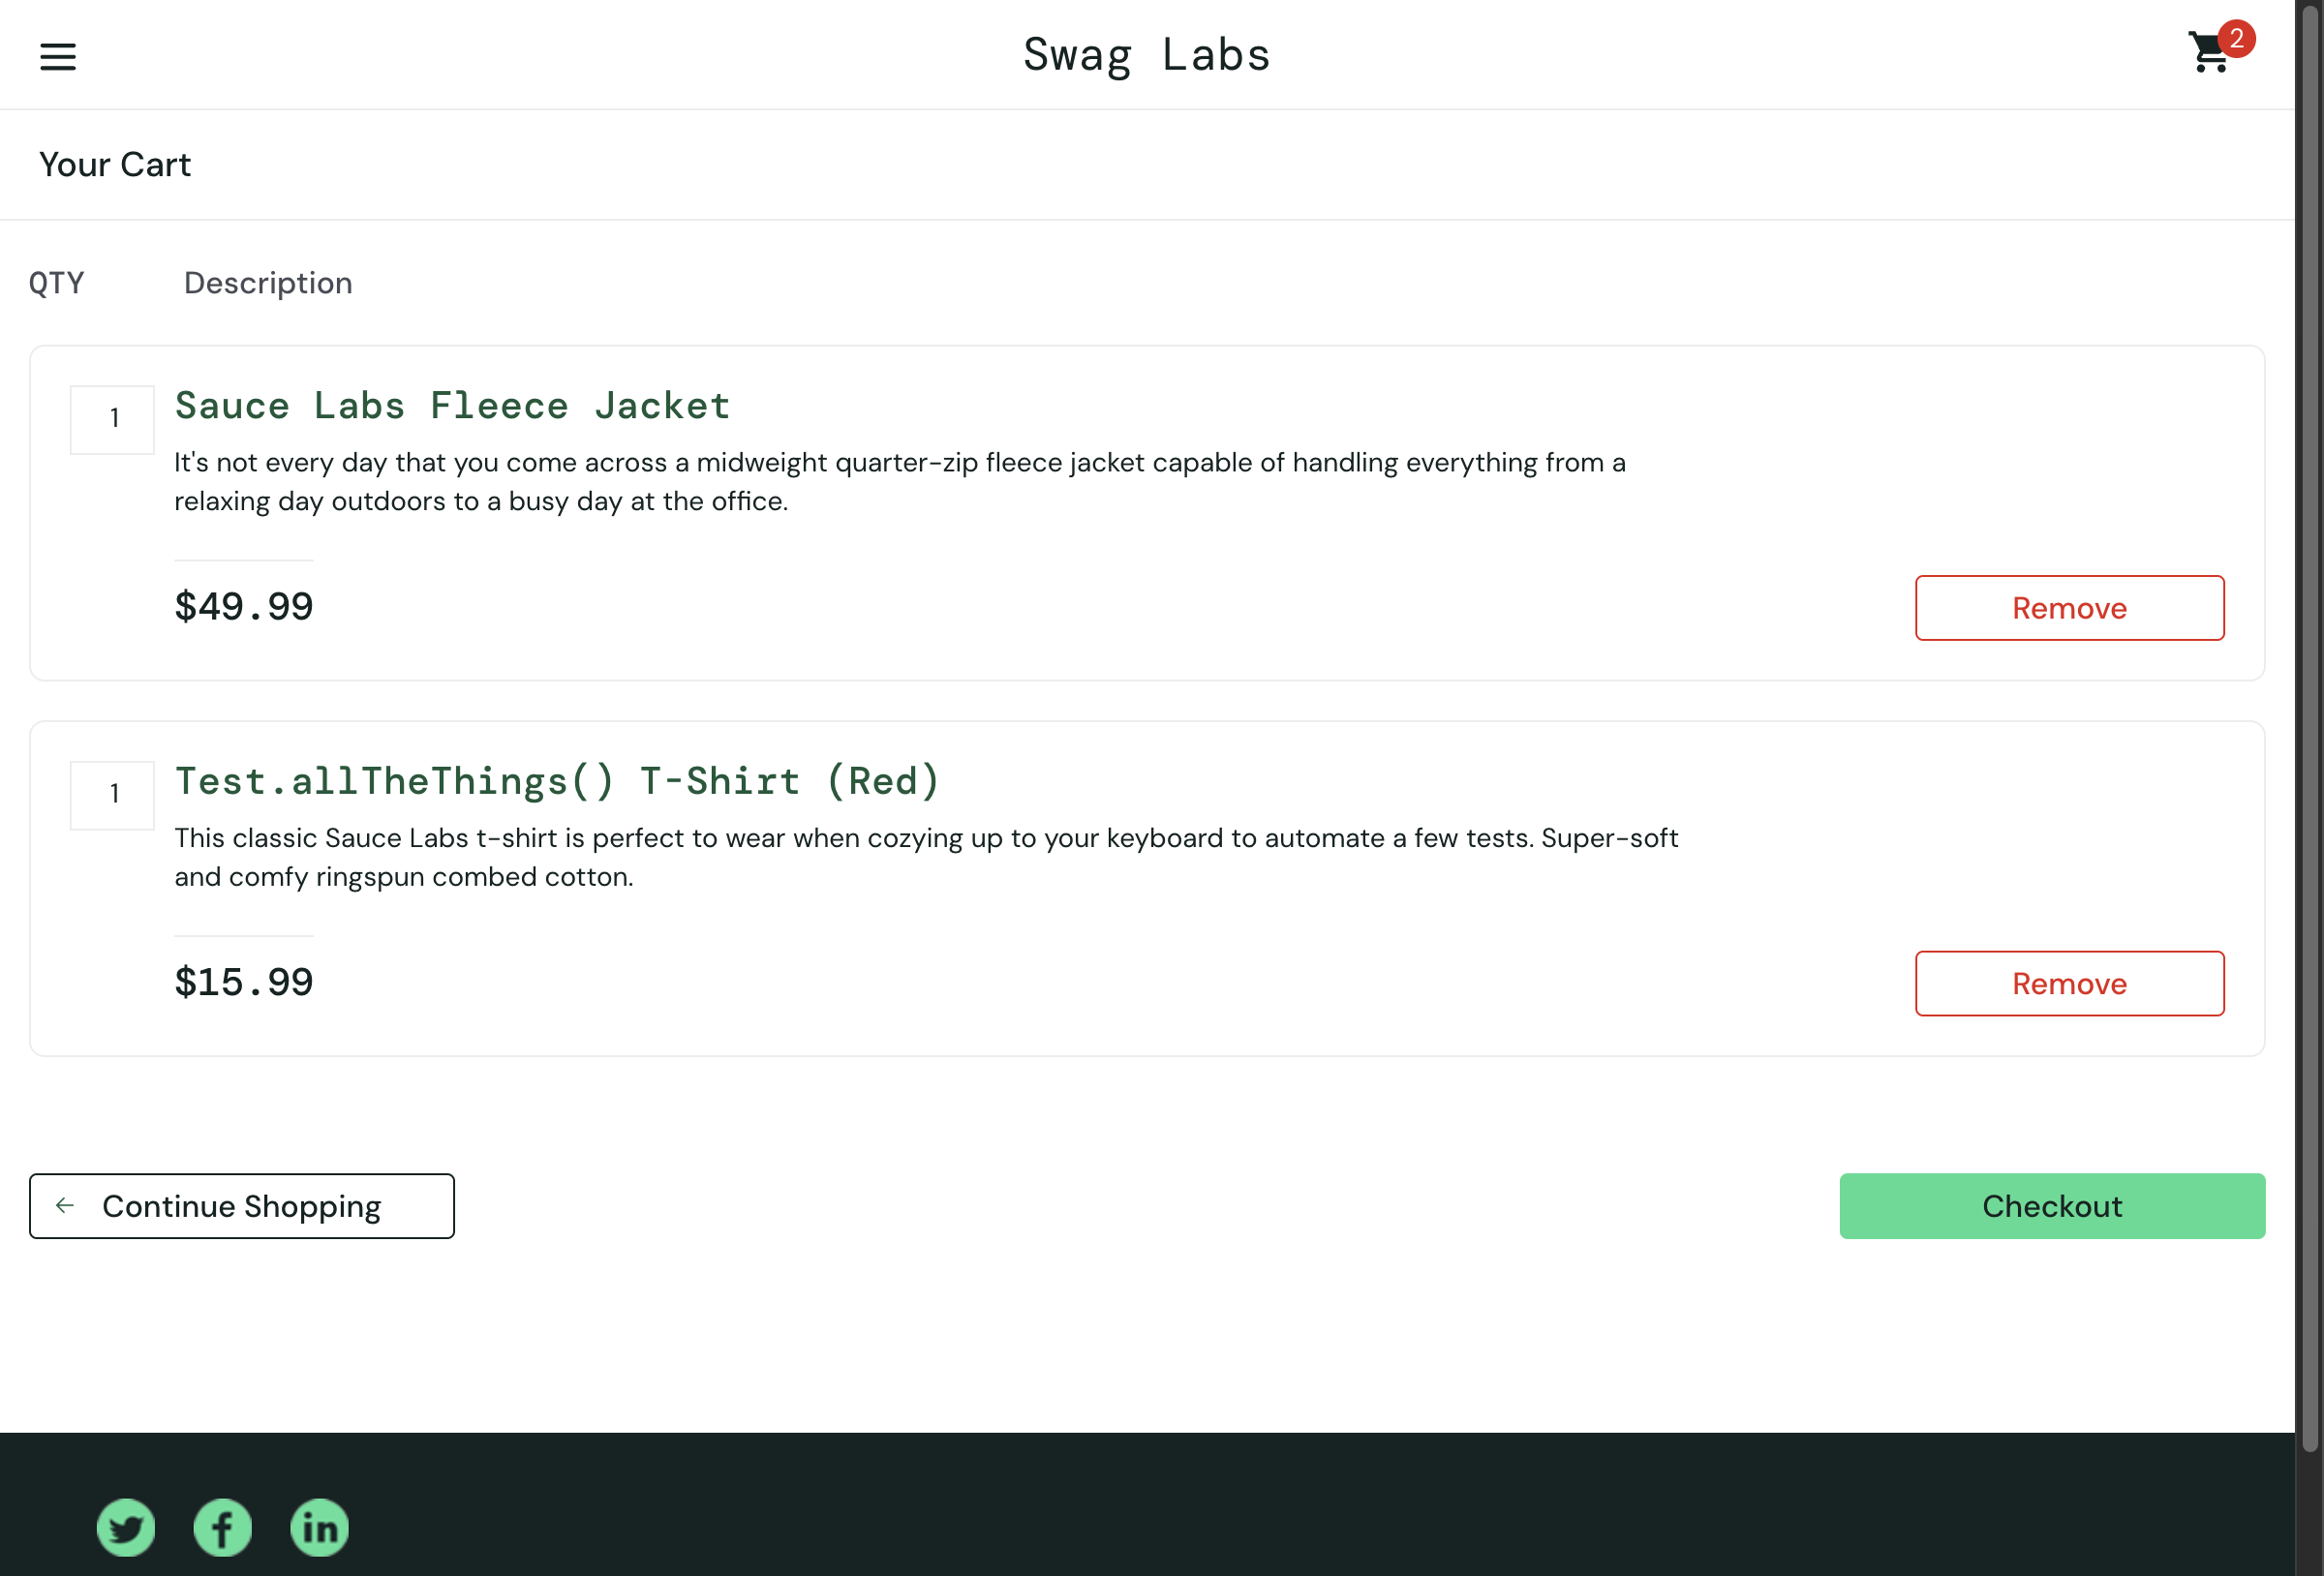 Swag Labs
2
Your Cart
QTY Description
1
Sauce Labs Fleece Jacket
It's not every day that you come across a midweight quarter-zip fleece jacket capable of handling everything from a
relaxing day outdoors to a busy day at the office.
$49.99
Remove
1
Test.allTheThings() T-Shirt (Red)
This classic Sauce Labs t-shirt is perfect to wear when cozying up to your keyboard to automate a few tests. Super-soft
and comfy ringspun combed cotton.
$15.99
Remove
Continue Shopping
Checkout